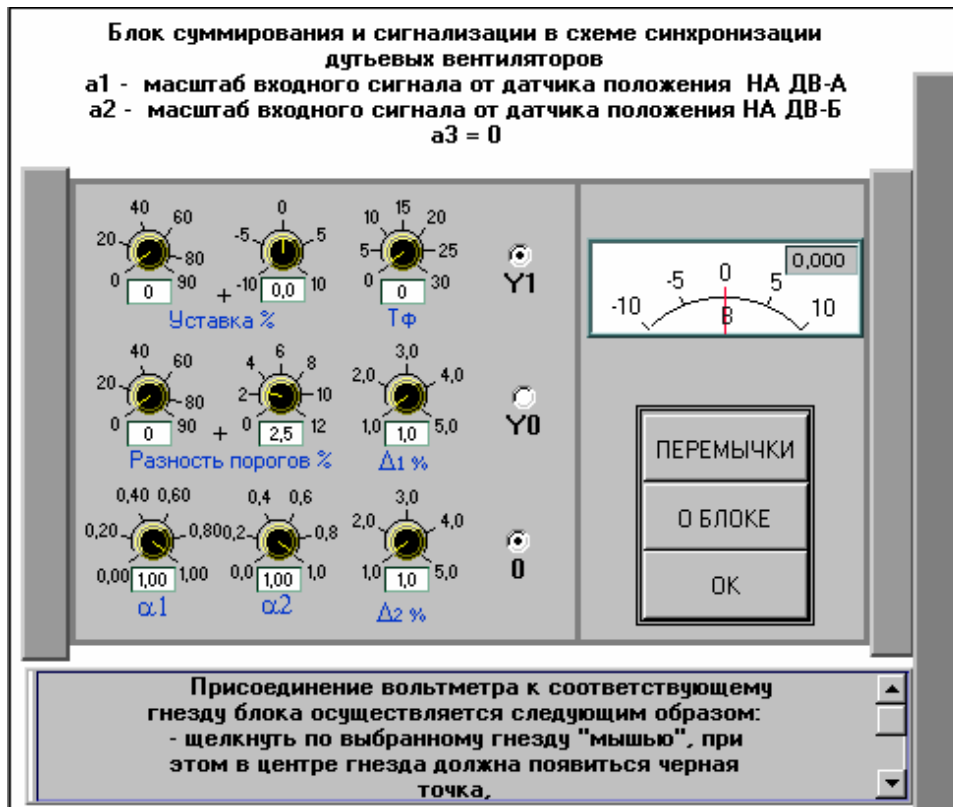 Блок суммирования и сигнализации в схеме синхронизации
дутьевых вентиляторов
a1 - масштаб входного сигнала от датчика положения НА ДВ-А
a2 - масштаб входного сигнала от датчика положения НА ДВ-Б
a3 = 0
40 0 15
20 60 -5 5 10 20
80 5 25
0 0 90 + -10 0,0 10 0 0 30 Y1
Уставка % Тф
0,000
-10 -5 0 5 10
В
40 6 3,0
20 60 4 8 2,0 4,0
80 2 10
0 0 90 + 0 2,5 12 1,0 1,0 5,0 Y0
Разность порогов % Δ1 %
0,40 0,60 0,4 0,6 3,0
0,20 0,80 0,2 0,8 2,0 4,0
0,00 1,00 1,00 0,0 1,00 1,0 1,0 1,0 5,0 0
α1 α2 Δ2 %
ПЕРЕМЫЧКИ
О БЛОКЕ
ОК
Присоединение вольтметра к соответствующему
гнезду блока осуществляется следующим образом:
- щелкнуть по выбранному гнезду "мышью", при
этом в центре гнезда должна появиться черная
точка,